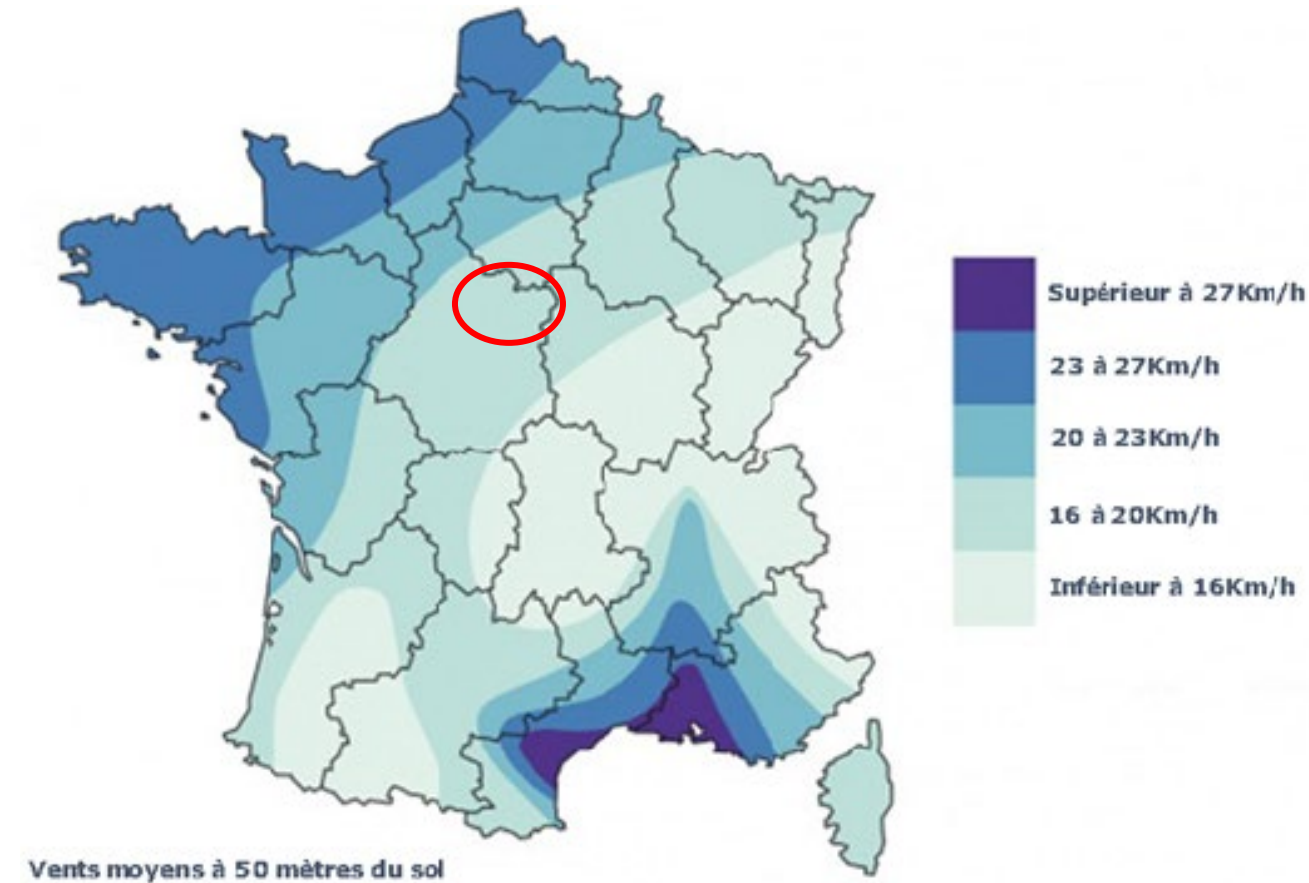 Supérieur à 27Km/h
23 à 27Km/h
20 à 23Km/h
16 à 20Km/h
Inférieur à 16Km/h
Vents moyens à 50 mètres du sol